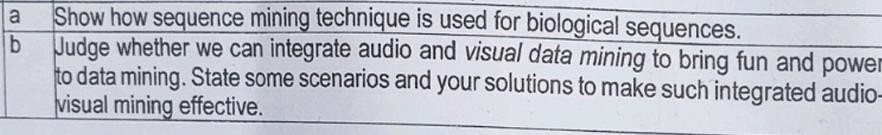 a Show how sequence mining technique is used for biological sequences.
b Judge whether we can integrate audio and visual data mining to bring fun and power
to data mining. State some scenarios and your solutions to make such integrated audio-
visual mining effective.